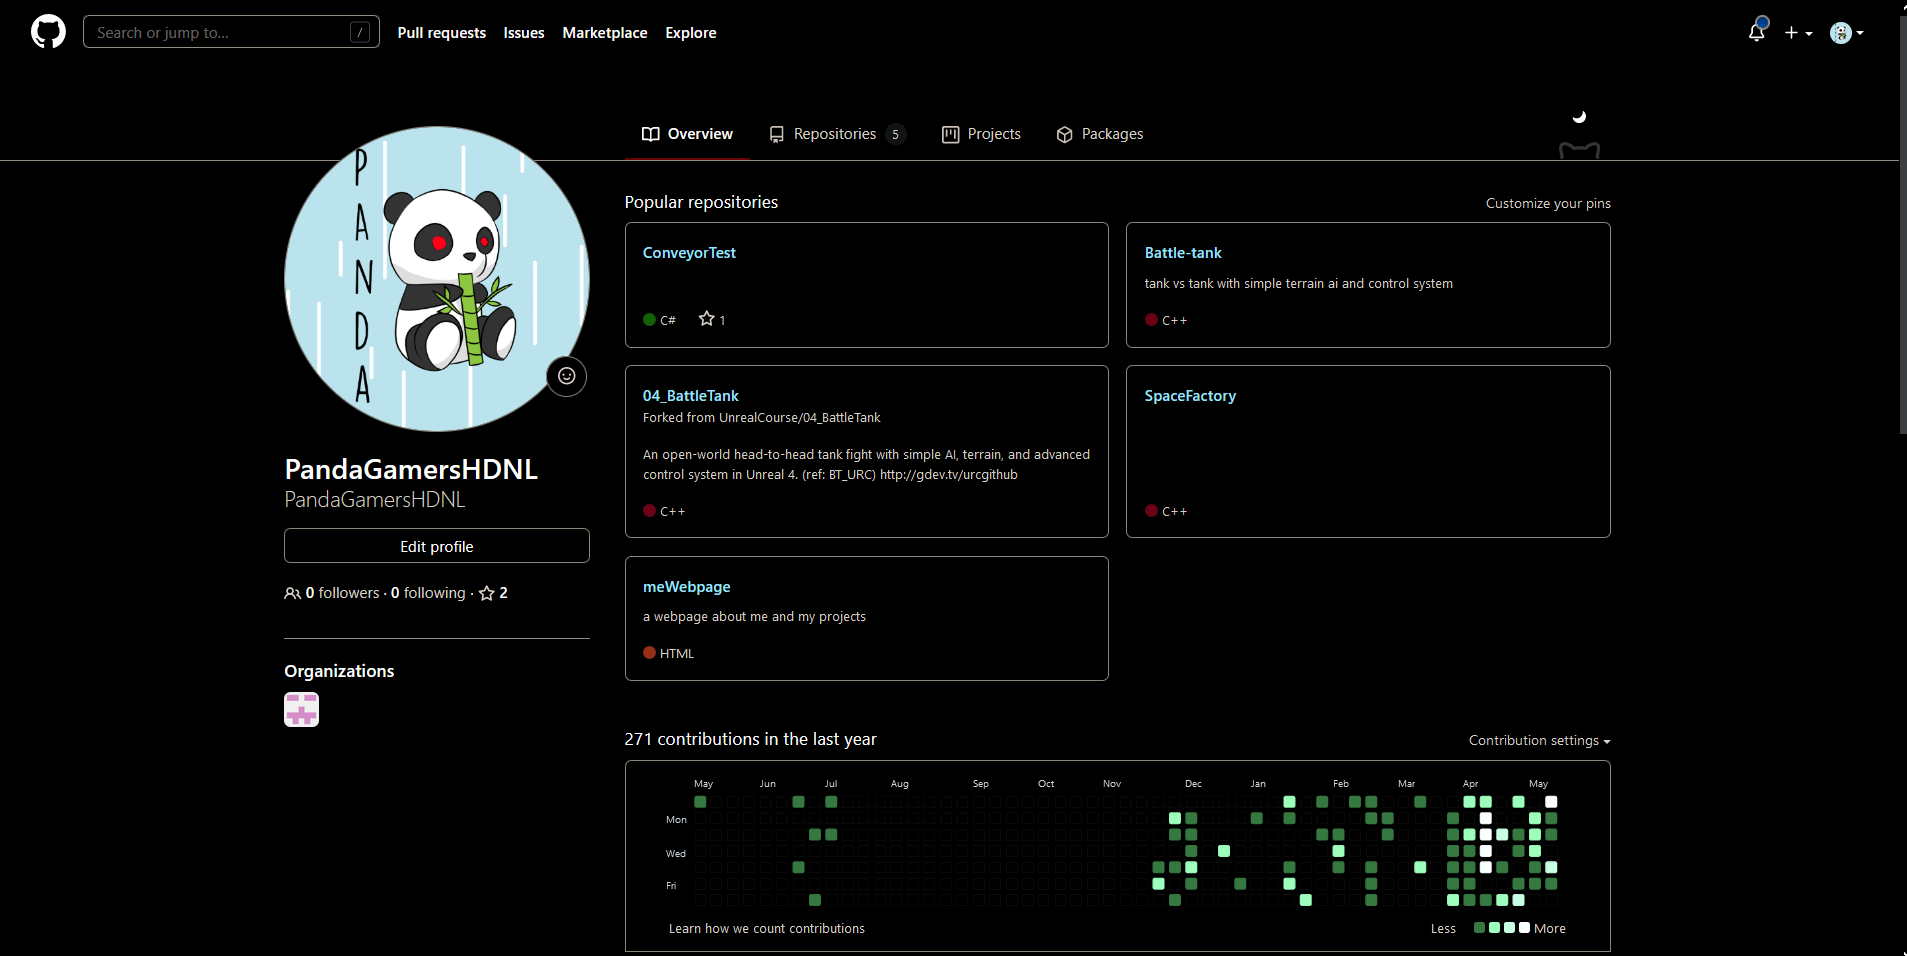 Search or jump to...
/
Pull requests
Issues
Marketplace
Explore
Overview
Repositories 5
Projects
Packages
PANDA
PandaGamersHDNL
PandaGamersHDNL
Edit profile
0 followers · 0 following · 2
Organizations
Popular repositories
Customize your pins
ConveyorTest
C# 1
Battle-tank
tank vs tank with simple terrain ai and control system
C++
04_BattleTank
Forked from UnrealCourse/04_BattleTank
An open-world head-to-head tank fight with simple AI, terrain, and advanced
control system in Unreal 4. (ref: BT_URC) http://gdev.tv/urcgithub
C++
SpaceFactory
C++
meWebpage
a webpage about me and my projects
HTML
271 contributions in the last year
Contribution settings
May Jun Jul Aug Sep Oct Nov Dec Jan Feb Mar Apr May
Mon
Wed
Fri
Learn how we count contributions
Less More